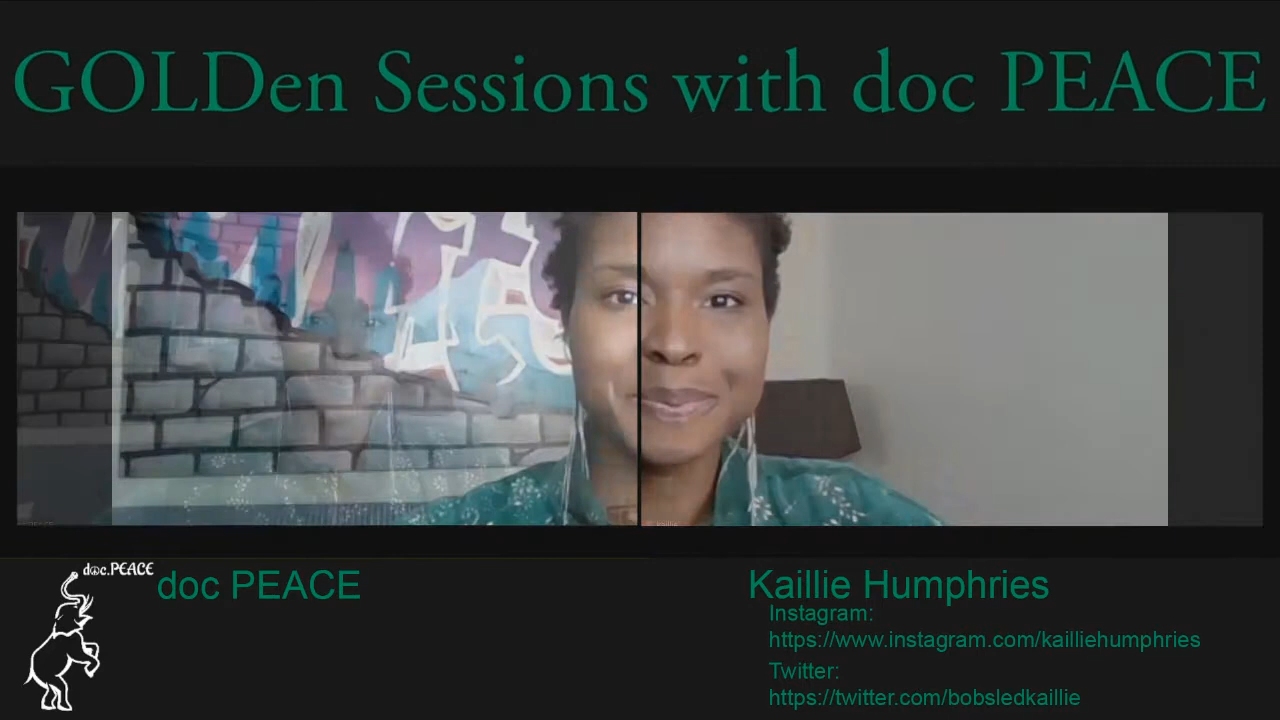 GOLDen Sessions with doc PEACE
doc.PEACE
doc PEACE
Kaillie Humphries
Instagram:
https://www.instagram.com/kailliehumphries
Twitter:
https://twitter.com/bobsledkaillie